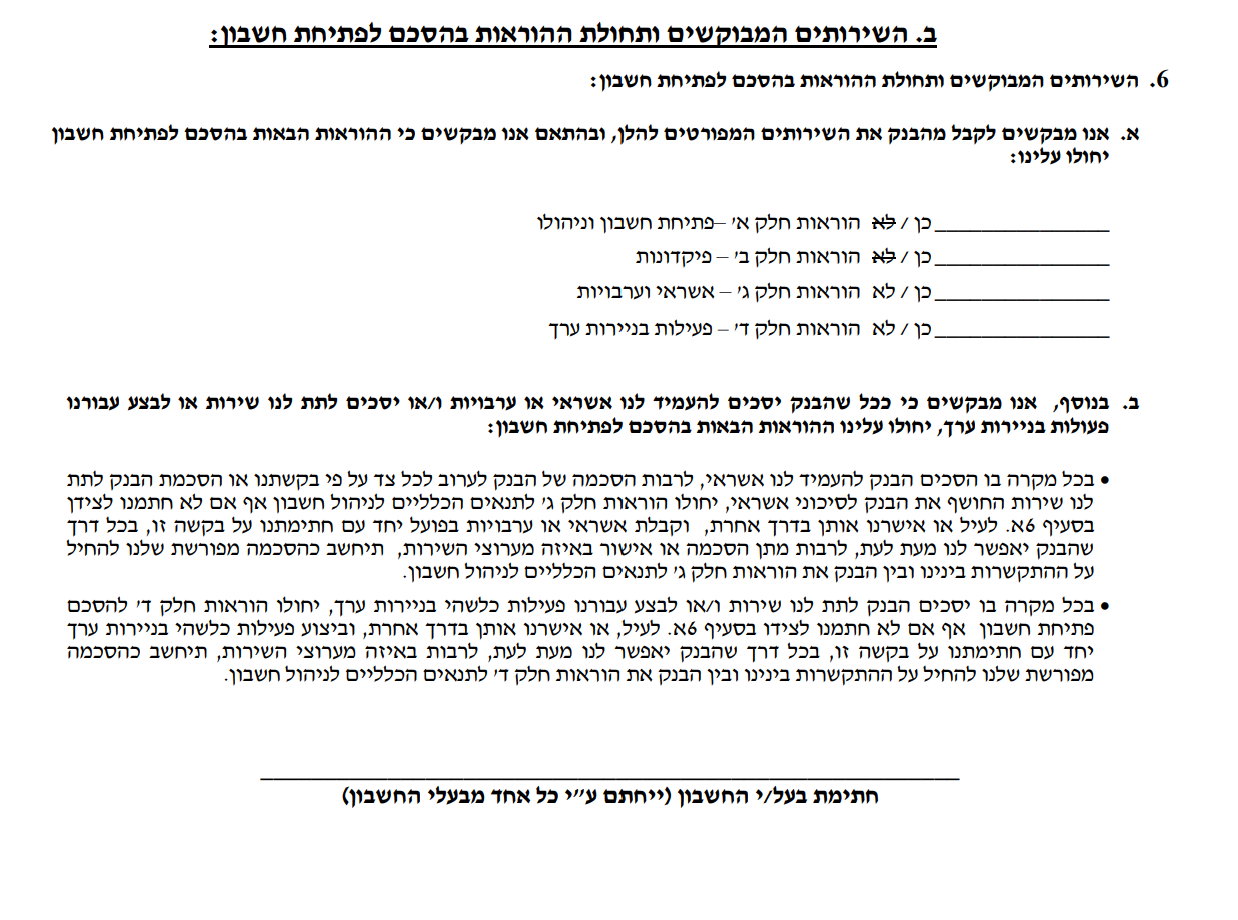 ב. השירותים המבוקשים ותחולת ההוראות בהסכם לפתיחת חשבון:
6. השירותים המבוקשים ותחולת ההוראות בהסכם לפתיחת חשבון:
א. אנו מבקשים לקבל מהבנק את השירותים המפורטים להלן, ובהתאם אנו מבקשים כי ההוראות הבאות בהסכם לפתיחת חשבון
יחולו עלינו:
________________כן / לא הוראות חלק א' –פתיחת חשבון וניהולו
________________כן / לא הוראות חלק ב' – פיקדונות
________________כן / לא הוראות חלק ג' – אשראי וערבויות
________________כן / לא הוראות חלק ד' – פעילות בניירות ערך
ב. בנוסף, אנו מבקשים כי ככל שהבנק יסכים להעמיד לנו אשראי או ערבויות ו/או יסכים לתת לנו שירות או לבצע עבורנו
פעולות בניירות ערך, יחולו עלינו ההוראות הבאות בהסכם לפתיחת חשבון:
• בכל מקרה בו הסכים הבנק להעמיד לנו אשראי, לרבות הסכמה של הבנק לערוב לכל צד על פי בקשתנו או הסכמת הבנק לתת
לנו שירות החושף את הבנק לסיכוני אשראי, יחולו הוראות חלק ג' לתנאים הכלליים לניהול חשבון אף אם לא חתמנו לצידן
בסעיף 6א. לעיל או אישרנו אותן בדרך אחרת, וקבלת אשראי או ערבויות בפועל יחד עם חתימתנו על בקשה זו, בכל דרך
שהבנק יאפשר לנו מעת לעת, לרבות מתן הסכמה או אישור באיזה מערוצי השירות, תיחשב כהסכמה מפורשת שלנו להחיל
על ההתקשרות בינינו ובין הבנק את הוראות חלק ג' לתנאים הכלליים לניהול חשבון.
• בכל מקרה בו יסכים הבנק לתת לנו שירות ו/או לבצע עבורנו פעילות כלשהי בניירות ערך, יחולו הוראות חלק ד' להסכם
פתיחת חשבון אף אם לא חתמנו לצידו בסעיף 6א. לעיל, או אישרנו אותן בדרך אחרת, וביצוע פעילות כלשהי בניירות ערך
יחד עם חתימתנו על בקשה זו, בכל דרך שהבנק יאפשר לנו מעת לעת, לרבות באיזה מערוצי השירות, תיחשב כהסכמה
מפורשת שלנו להחיל על ההתקשרות בינינו ובין הבנק את הוראות חלק ד' לתנאים הכלליים לניהול חשבון.
________________________________________________
חתימת בעל/י החשבון (ייחתם ע"י כל אחד מבעלי החשבון)